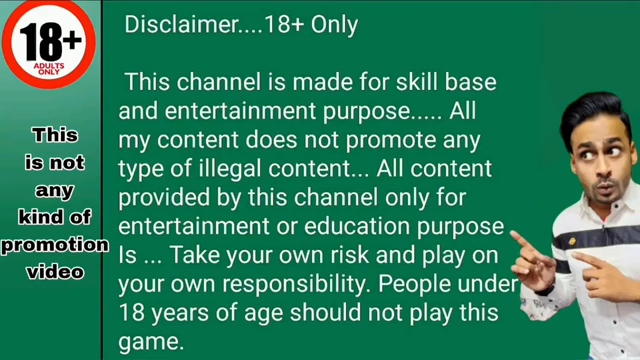 18+
ADULTS
ONLY
This
is not
any
kind of
promotion
video
Disclaimer....18+ Only
This channel is made for skill base
and entertainment purpose..... All
my content does not promote any
type of illegal content... All content
provided by this channel only for
entertainment or education purpose
Is ... Take your own risk and play on
your own responsibility. People under
18 years of age should not play this
game.